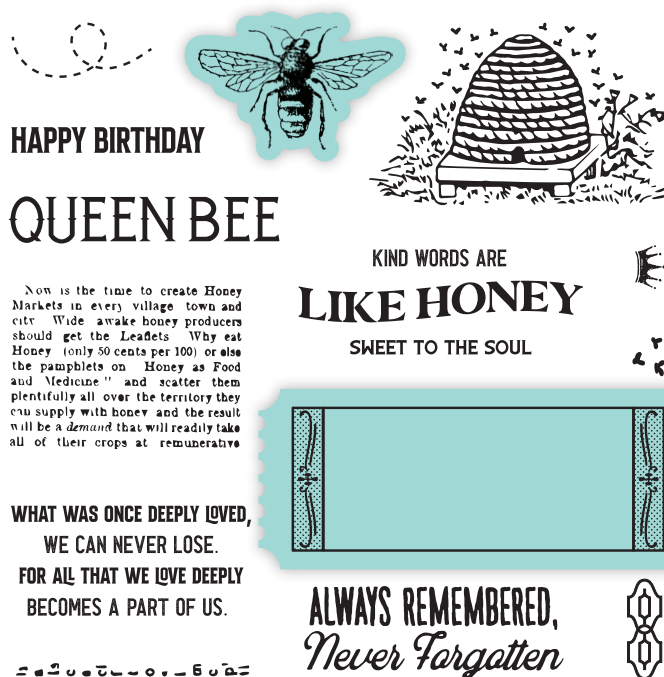 HAPPY BIRTHDAY
QUEEN BEE
KIND WORDS ARE
LIKE HONEY
SWEET TO THE SOUL
Now is the time to create Honey
Markets in every village town and
city Wide awake honey producers
should get the Leaflets Why eat
Honey (only 50 cents per 100) or else
the pamphlets on Honey as Food
and Medicine" and scatter them
plentifully all over the territory they
can supply with honey and the result
will be a demand that will readily take
all of their crops at remunerative
WHAT WAS ONCE DEEPLY LOVED,
WE CAN NEVER LOSE.
FOR ALL THAT WE LOVE DEEPLY
BECOMES A PART OF US.
ALWAYS REMEMBERED,
Never Forgotten